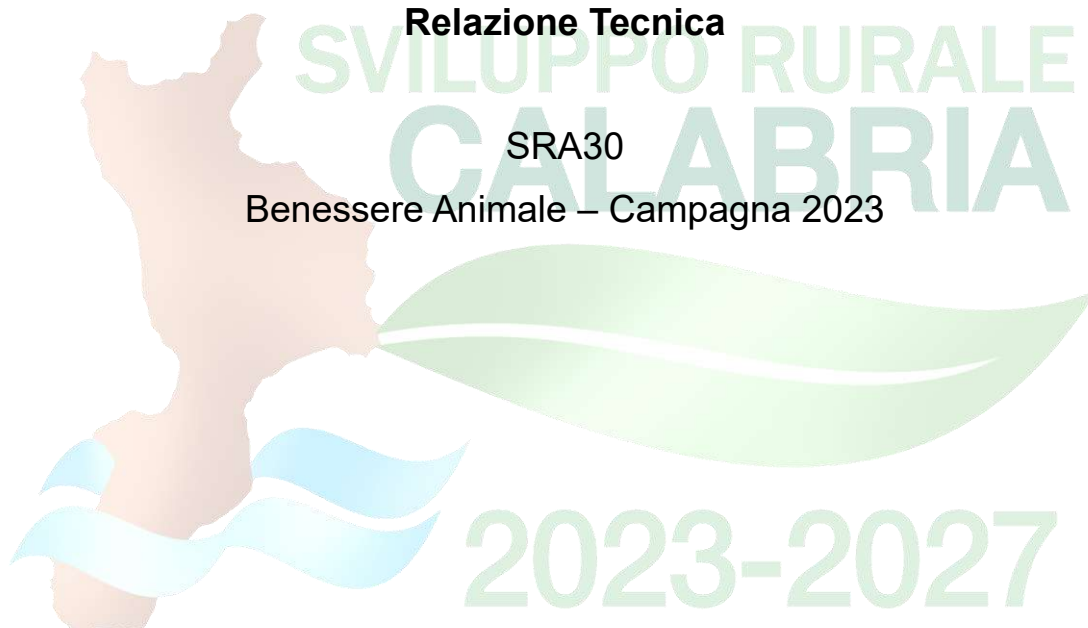 Relazione Tecnica
SVILUPPO RURALE
CALABRIA
SRA30
Benessere Animale – Campagna 2023
2023-2027